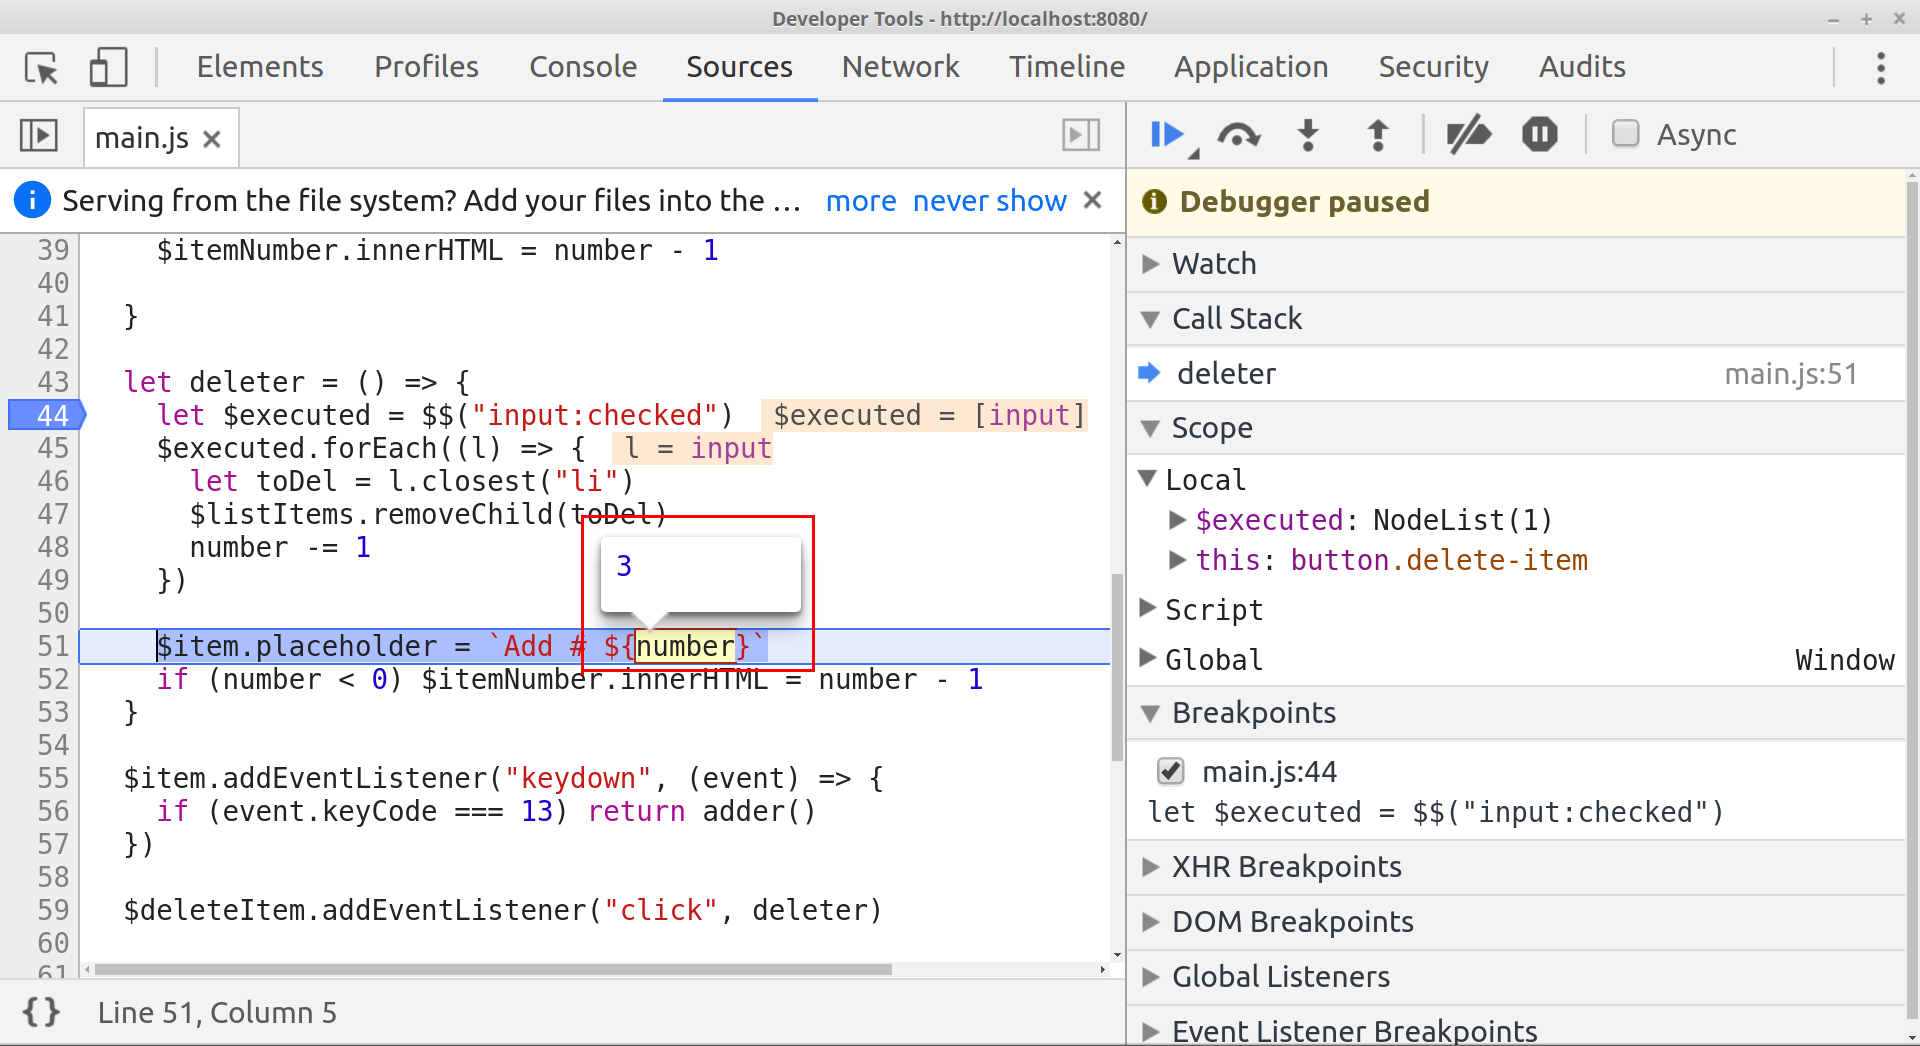 Developer Tools - http://localhost:8080/
Elements Profiles Console Sources Network Timeline Application Security Audits
main.js
Serving from the file system? Add your files into the ... more never show
39 $itemNumber.innerHTML = number - 1
40
41 }
42
43 let deleter = () => {
44 let $executed = $$("input:checked") $executed = [input]
45 $executed.forEach((l) => { l = input
46 let toDel = l.closest("li")
47 $listItems.removeChild(toDel)
48 number -= 1
49 })
3
50
51 $item.placeholder = `Add # ${number}`
52 if (number < 0) $itemNumber.innerHTML = number - 1
53 }
54
55 $item.addEventListener("keydown", (event) => {
56 if (event.keyCode === 13) return adder()
57 })
58
59 $deleteItem.addEventListener("click", deleter)
60
61
{} Line 51, Column 5
Async
Debugger paused
Watch
Call Stack
deleter main.js:51
Scope
Local
$executed: NodeList(1)
this: button.delete-item
Script
Global Window
Breakpoints
main.js:44
let $executed = $$("input:checked")
XHR Breakpoints
DOM Breakpoints
Global Listeners
Event Listener Breakpoints